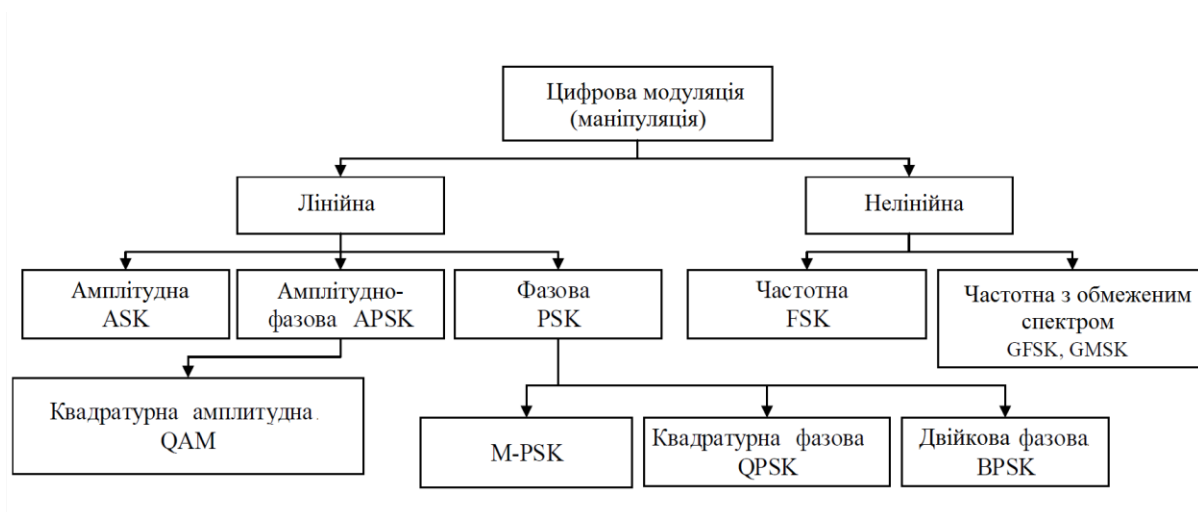 Цифрова модуляція
(маніпуляція)
Лінійна
Нелінійна
Амплітудна
ASK
Амплітудно-
фазова APSK
Фазова
PSK
Частотна
FSK
Частотна з обмеженим
спектром
GFSK, GMSK
Квадратурна амплитудна.
QAM
M-PSK
Квадратурна фазова
QPSK
Двійкова фазова
BPSK